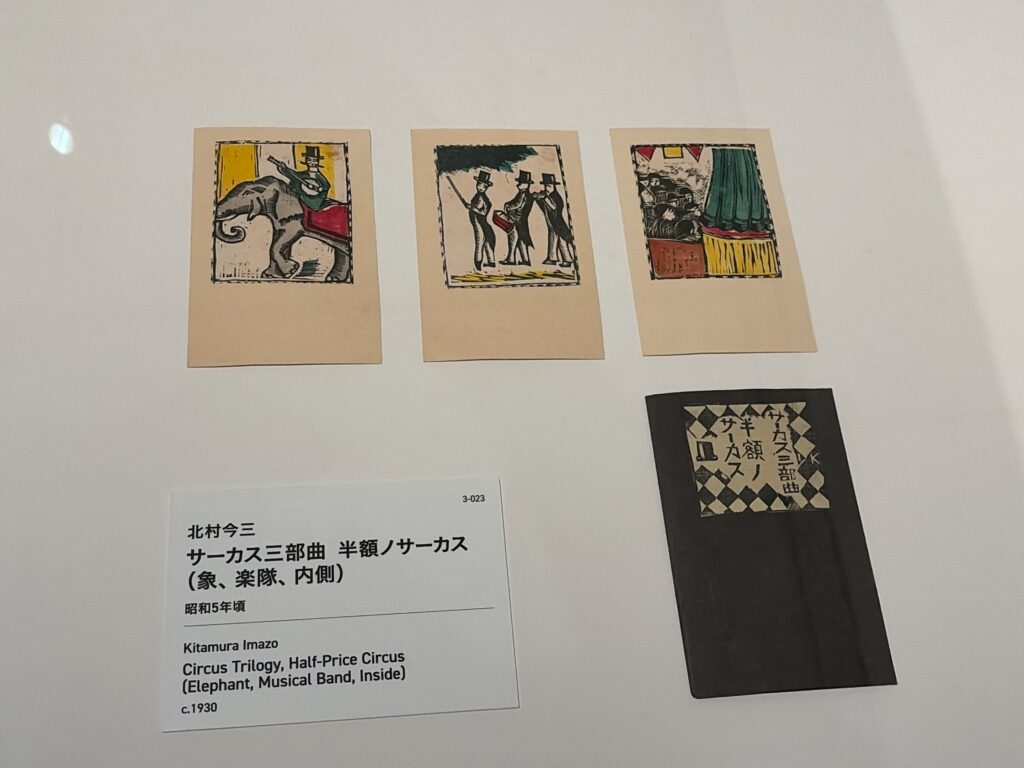 サーカス三部曲
半額ノ
サーカス
3-023
北村今三
サーカス三部曲 半額ノサーカス
（象、楽隊、内側）
昭和5年頃
Kitamura Imazo
Circus Trilogy, Half-Price Circus
(Elephant, Musical Band, Inside)
c.1930